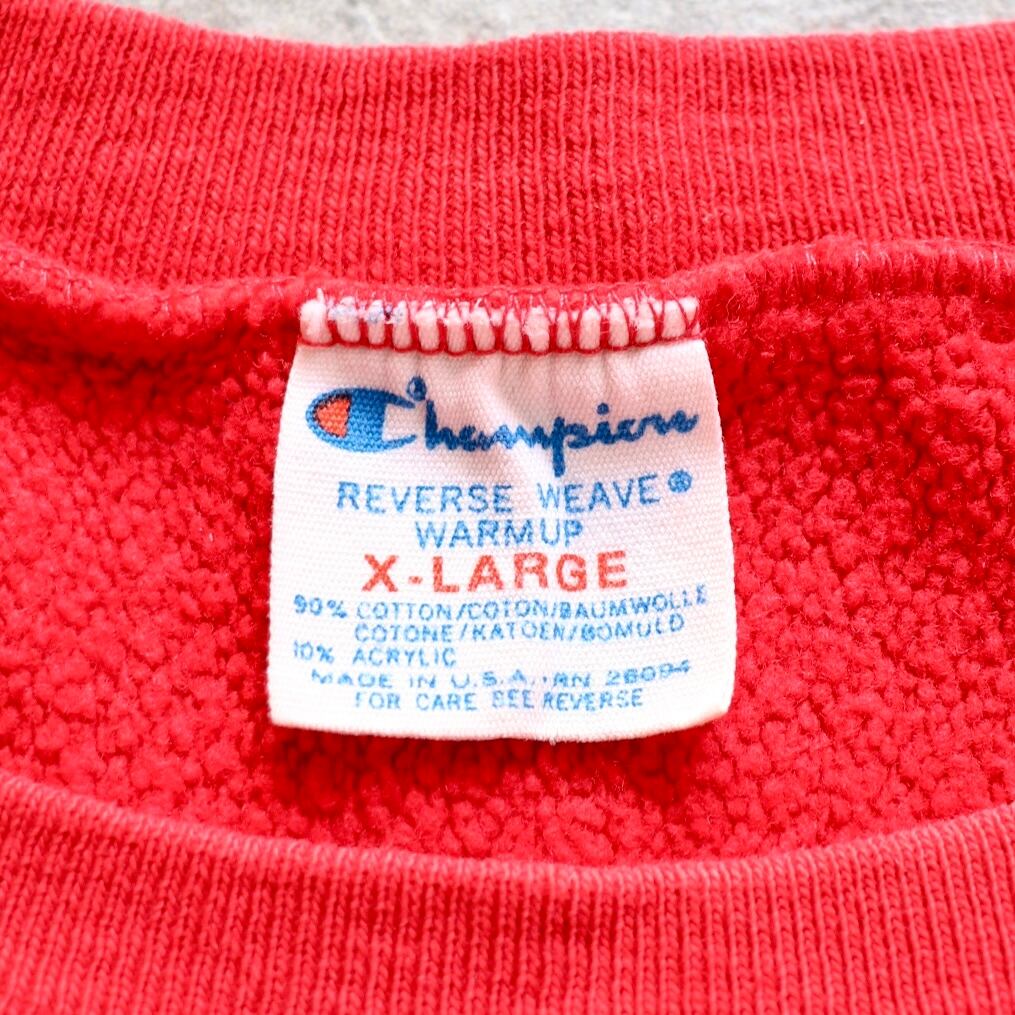 Champion®
REVERSE WEAVE®
WARMUP
X-LARGE
90% COTTON/COTON/BAUMWOLLE
COTONE/KATOEN/BOMULD
10% ACRYLIC
MADE IN U.S.A. · RN 26094
FOR CARE SEE REVERSE